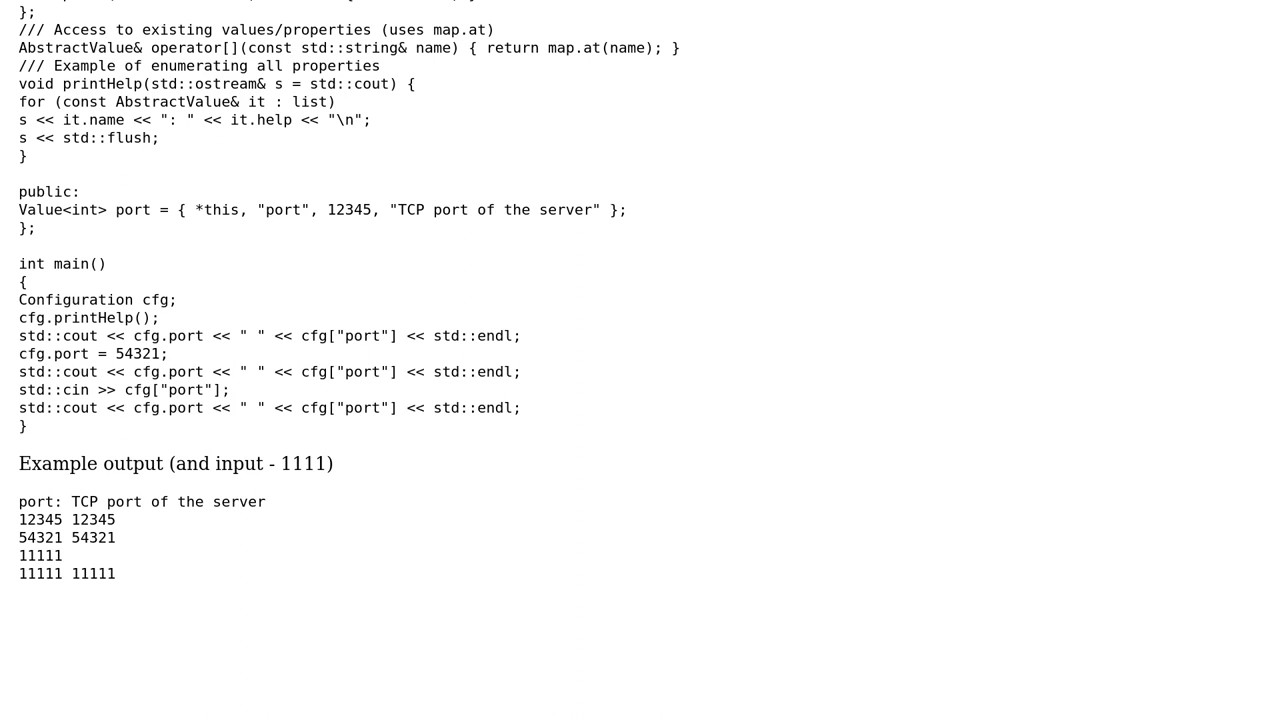 };
/// Access to existing values/properties (uses map.at)
AbstractValue& operator[](const std::string& name) { return map.at(name); }
/// Example of enumerating all properties
void printHelp(std::ostream& s = std::cout) {
for (const AbstractValue& it : list)
s << it.name << ": " << it.help << "\n";
s << std::flush;
}
public:
Value<int> port = { *this, "port", 12345, "TCP port of the server" };
};
int main()
{
Configuration cfg;
cfg.printHelp();
std::cout << cfg.port << " " << cfg["port"] << std::endl;
cfg.port = 54321;
std::cout << cfg.port << " " << cfg["port"] << std::endl;
std::cin >> cfg["port"];
std::cout << cfg.port << " " << cfg["port"] << std::endl;
}
Example output (and input - 1111)
port: TCP port of the server
12345 12345
54321 54321
11111
11111 11111